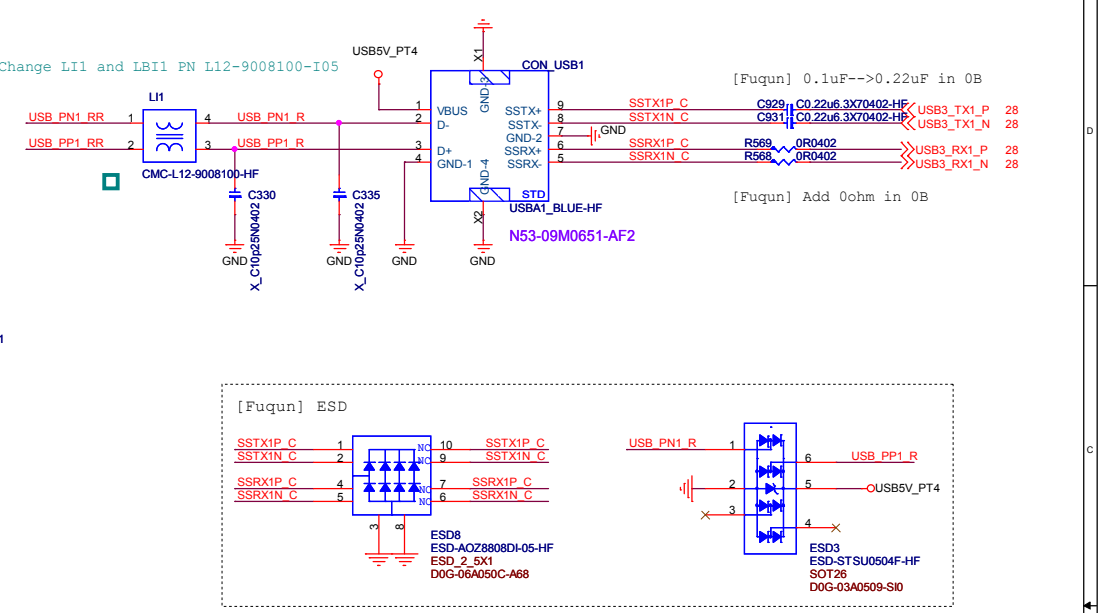 Change LI1 and LBI1 PN L12-9008100-I05
USB5V_PT4
X1
CON_USB1
[Fuqun] 0.1uF-->0.22uF in 0B
LI1
USB_PN1_RR 1 4 USB_PN1_R
USB_PP1_RR 2 3 USB_PP1_R
CMC-L12-9008100-HF
1 VBUS
2 D-
3 D+
4 GND-1
GND-3
GND-4
SSTX+ 9 SSTX1P_C C929 C0.22u6.3X70402-HF USB3_TX1_P 28
SSTX- 8 SSTX1N_C C931 C0.22u6.3X70402-HF USB3_TX1_N 28
GND-2 7 GND
SSRX+ 6 SSRX1P_C R569 0R0402 USB3_RX1_P 28
SSRX- 5 SSRX1N_C R568 0R0402 USB3_RX1_N 28
STD
[Fuqun] Add 0ohm in 0B
X2
USBA1_BLUE-HF
N53-09M0651-AF2
C330
X_C10p25N0402
GND
C335
X_C10p25N0402
GND
GND
GND
D
1
[Fuqun] ESD
SSTX1P_C 1 NC 10 SSTX1P_C
SSTX1N_C 2 NC 9 SSTX1N_C
SSRX1P_C 4 NC 7 SSRX1P_C
SSRX1N_C 5 NC 6 SSRX1N_C
3 8
ESD8
ESD-AOZ8808DI-05-HF
ESD_2_5X1
D0G-06A050C-A68
USB_PN1_R 1
6 USB_PP1_R
2 5 USB5V_PT4
3
4
ESD3
ESD-STSU0504F-HF
SOT26
D0G-03A0509-SI0
C